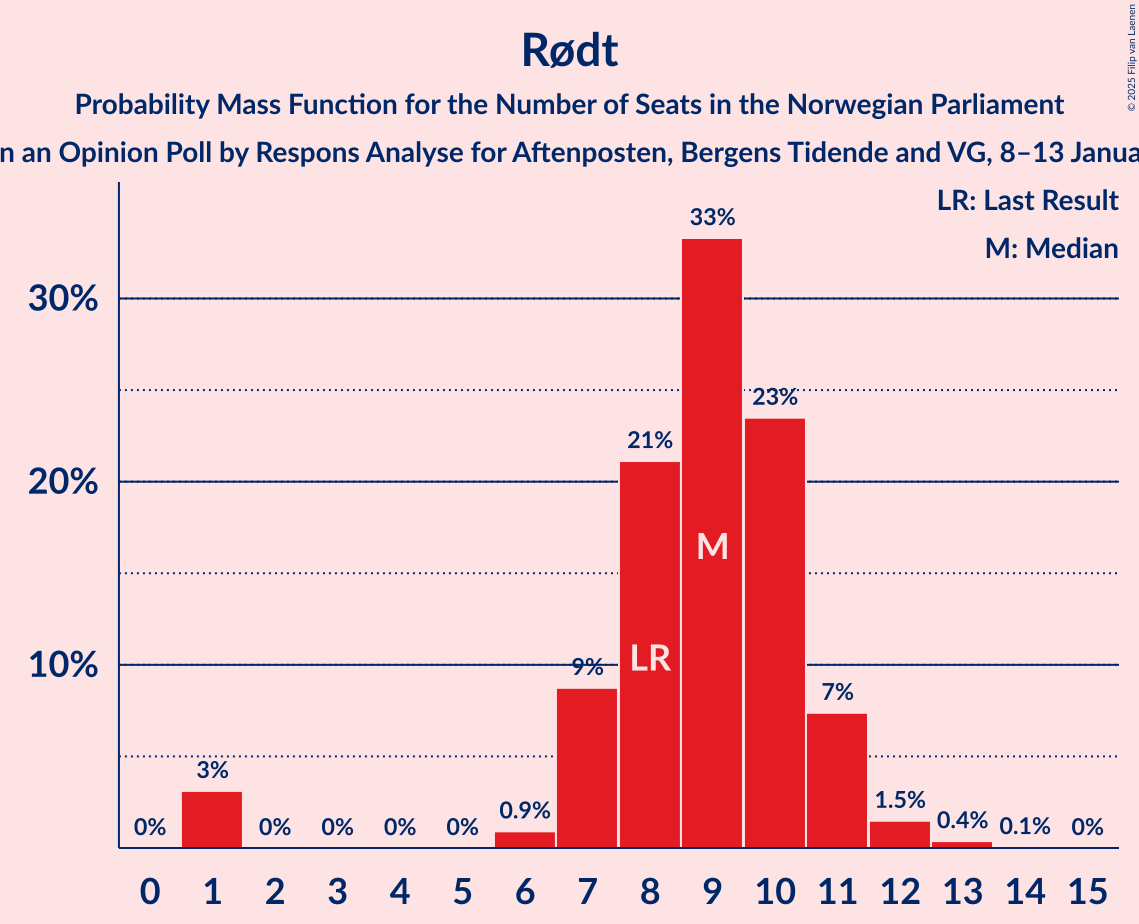 Rødt
Probability Mass Function for the Number of Seats in the Norwegian Parliament
an Opinion Poll by Respons Analyse for Aftenposten, Bergens Tidende and VG, 8–13
© 2025 Filip van Laenen
LR: Last Result
M: Median
30%
20%
10%
0%
3%
0%
0%
0%
0%
0.9%
9%
21%
33%
23%
7%
1.5%
0.4%
0.1%
0%
LR
M
0 1 2 3 4 5 6 7 8 9 10 11 12 13 14 15